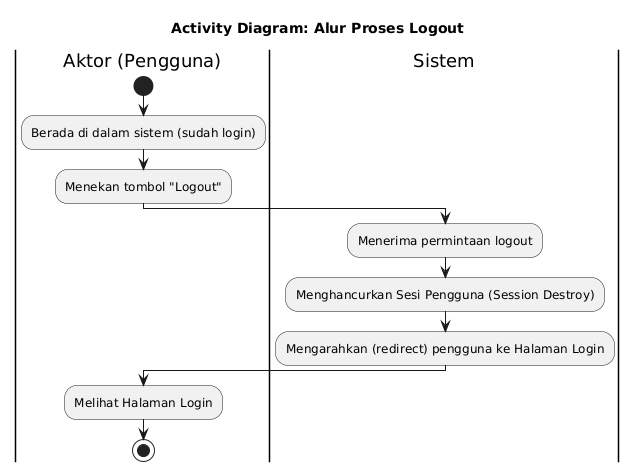 Activity Diagram: Alur Proses Logout
Aktor (Pengguna)
Sistem
Berada di dalam sistem (sudah login)
Menekan tombol "Logout"
Menerima permintaan logout
Menghancurkan Sesi Pengguna (Session Destroy)
Mengarahkan (redirect) pengguna ke Halaman Login
Melihat Halaman Login